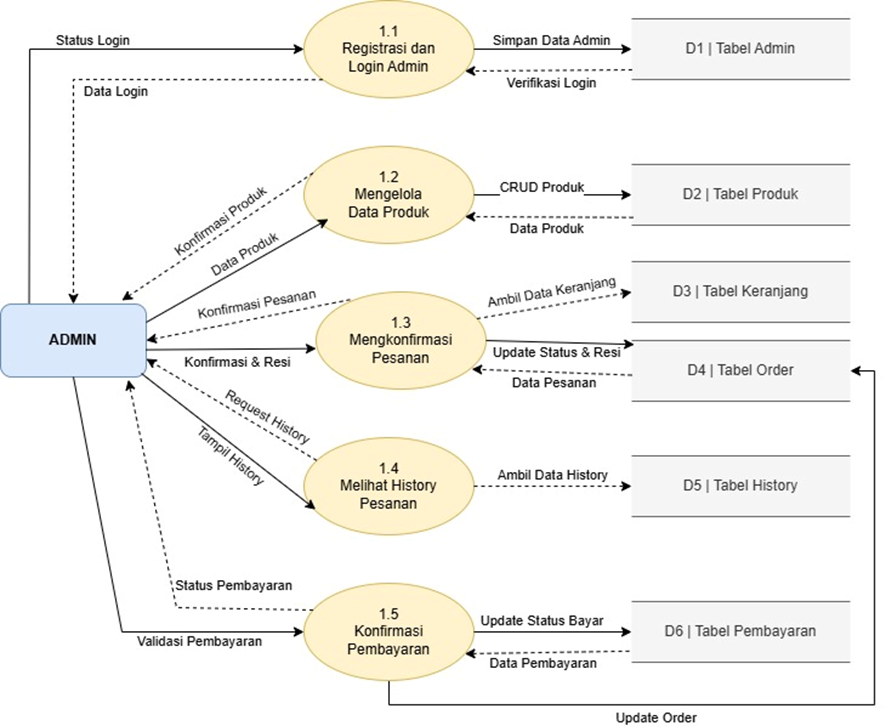 Status Login
1.1
Registrasi dan
Login Admin
Simpan Data Admin
D1 | Tabel Admin
Verifikasi Login
Data Login
Konfirmasi Produk
1.2
Mengelola
Data Produk
CRUD Produk
D2 | Tabel Produk
Data Produk
Data Produk
Konfirmasi Pesanan
Ambil Data Keranjang
D3 | Tabel Keranjang
ADMIN
1.3
Mengkonfirmasi
Pesanan
Konfirmasi & Resi
Update Status & Resi
D4 | Tabel Order
Data Pesanan
Request History
Tampil History
1.4
Melihat History
Pesanan
Ambil Data History
D5 | Tabel History
Status Pembayaran
1.5
Konfirmasi
Pembayaran
Validasi Pembayaran
Update Status Bayar
D6 | Tabel Pembayaran
Data Pembayaran
Update Order